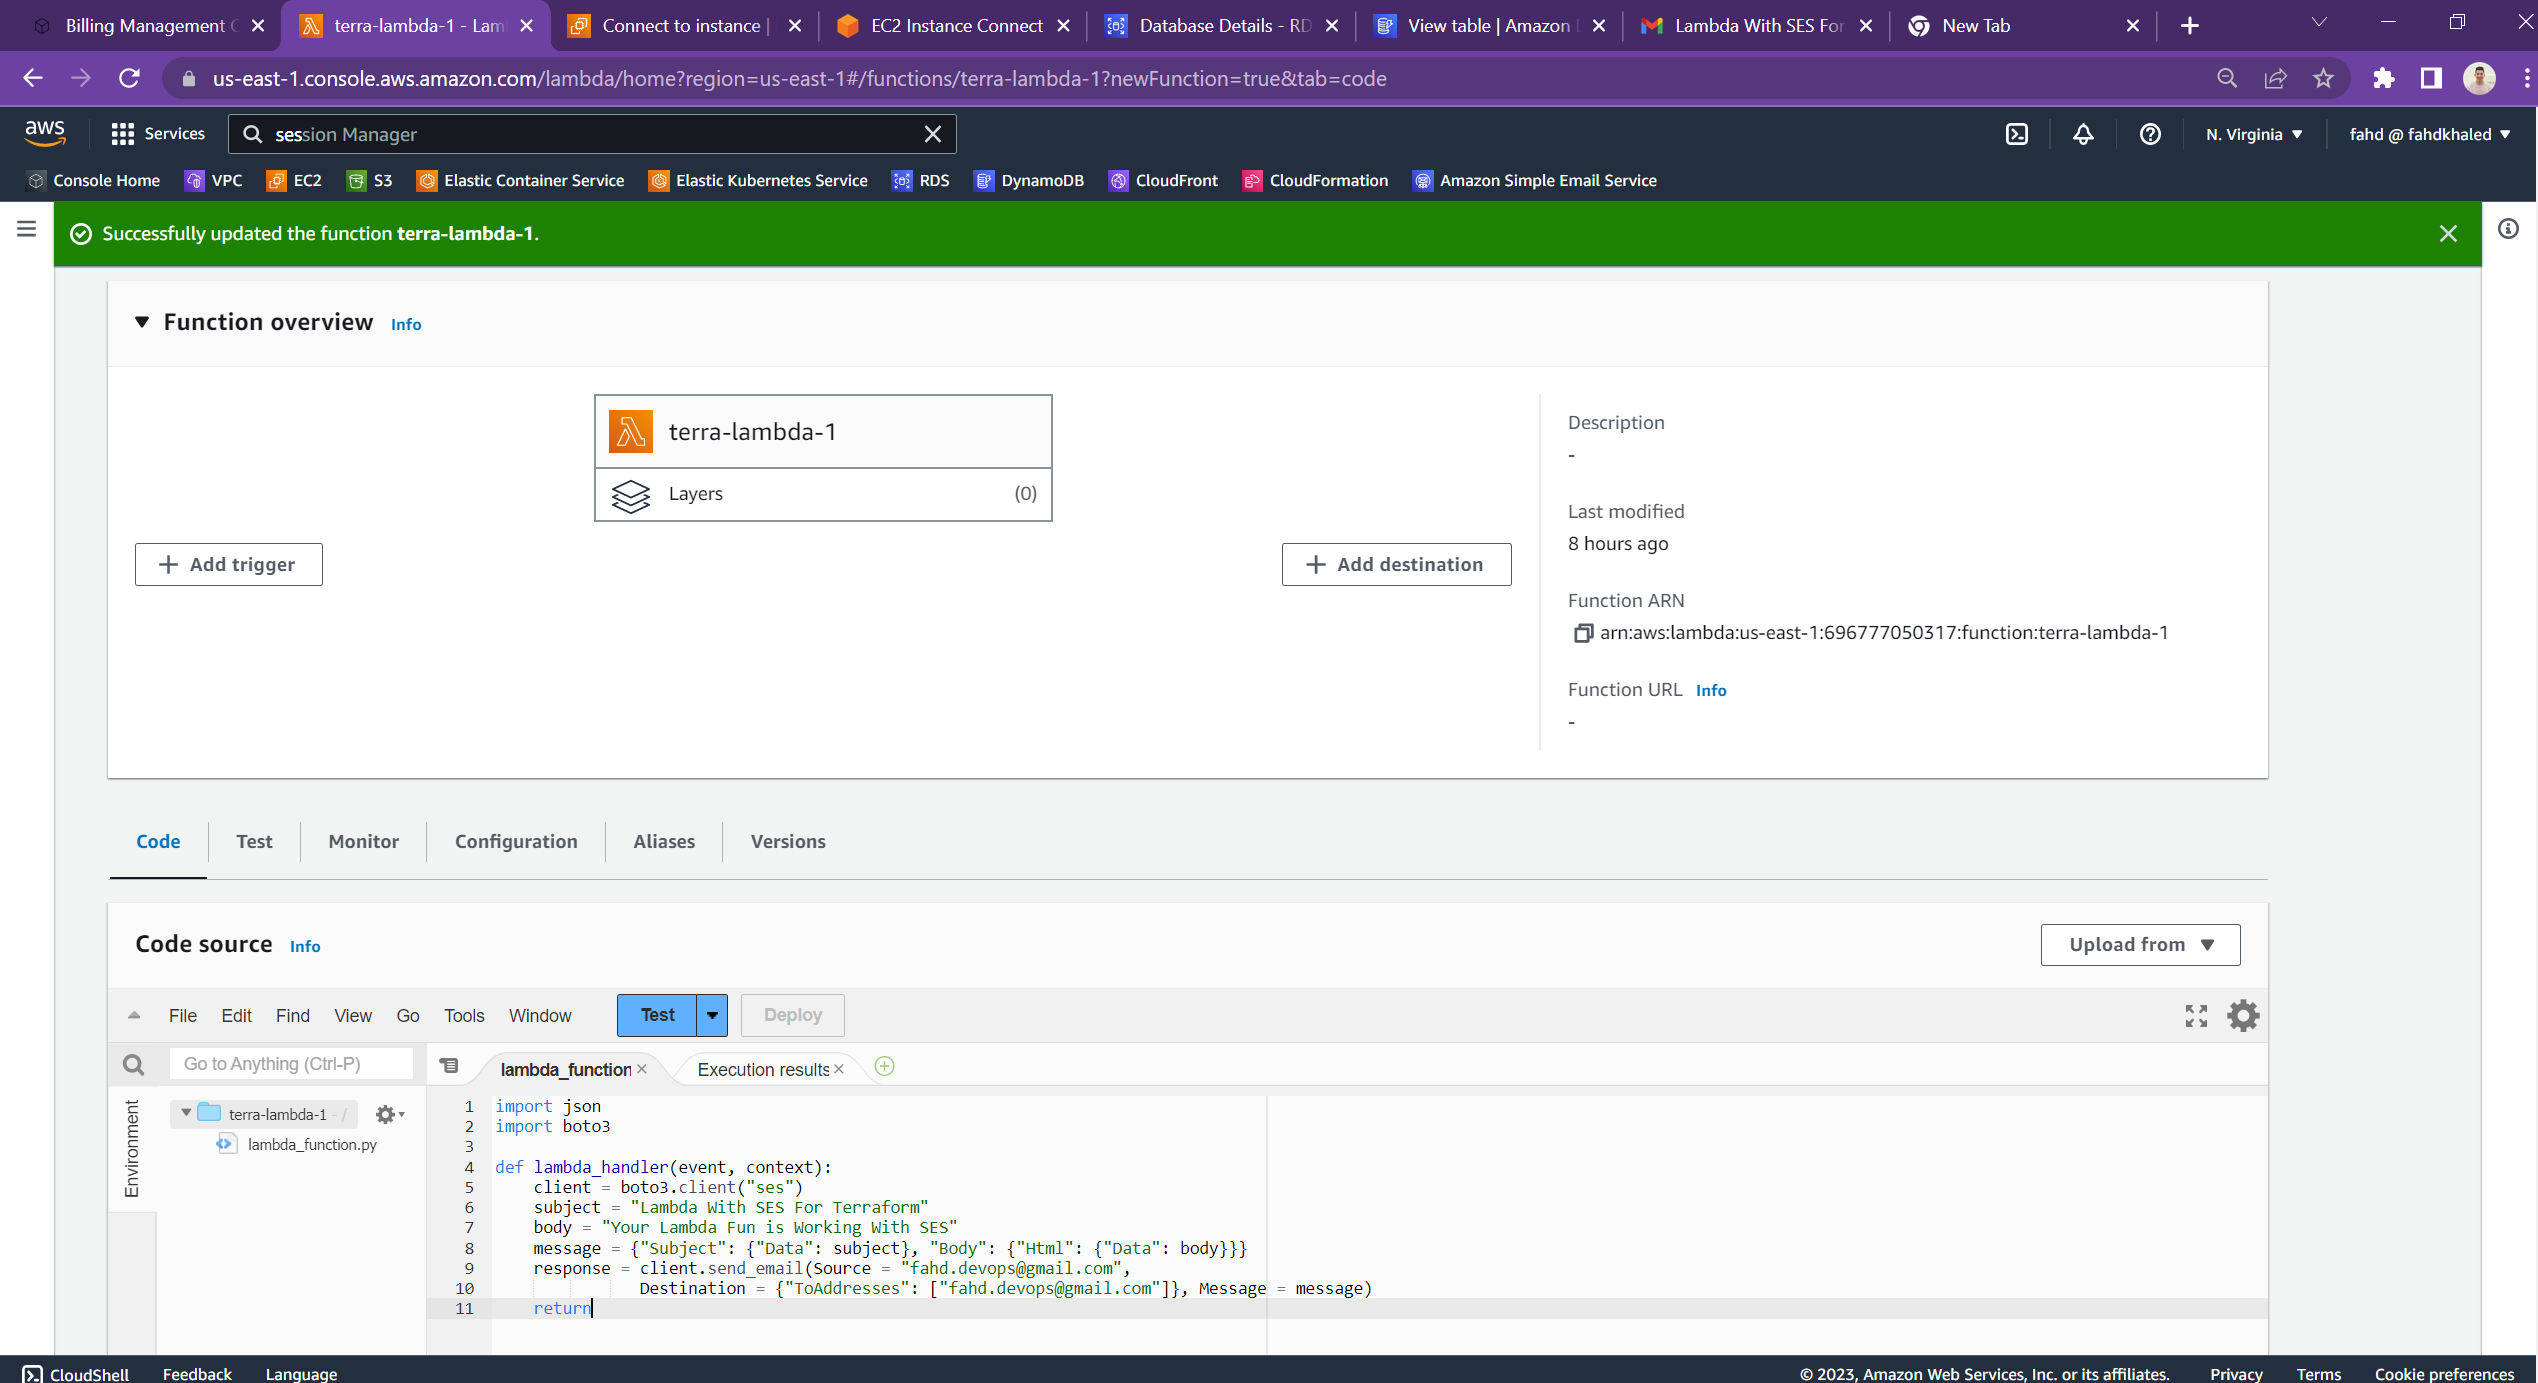 Billing Management C
terra-lambda-1 - Lam
Connect to instance |
EC2 Instance Connect
Database Details - RD
View table | Amazon D
Lambda With SES For
New Tab
us-east-1.console.aws.amazon.com/lambda/home?region=us-east-1#/functions/terra-lambda-1?newFunction=true&tab=code
aws
Services
session Manager
N. Virginia
fahd @ fahdkhaled
Console Home
VPC
EC2
S3
Elastic Container Service
Elastic Kubernetes Service
RDS
DynamoDB
CloudFront
CloudFormation
Amazon Simple Email Service
Successfully updated the function terra-lambda-1.
Function overview Info
terra-lambda-1
Layers (0)
+ Add trigger
+ Add destination
Description
-
Last modified
8 hours ago
Function ARN
arn:aws:lambda:us-east-1:696777050317:function:terra-lambda-1
Function URL Info
-
Code
Test
Monitor
Configuration
Aliases
Versions
Code source Info
Upload from
File Edit Find View Go Tools Window
Test
Deploy
Go to Anything (Ctrl-P)
lambda_function
Execution results
Environment
terra-lambda-1 - /
lambda_function.py
1 import json
2 import boto3
3
4 def lambda_handler(event, context):
5 client = boto3.client("ses")
6 subject = "Lambda With SES For Terraform"
7 body = "Your Lambda Fun is Working With SES"
8 message = {"Subject": {"Data": subject}, "Body": {"Html": {"Data": body}}}
9 response = client.send_email(Source = "fahd.devops@gmail.com",
10 Destination = {"ToAddresses": ["fahd.devops@gmail.com"]}, Message = message)
11 return
CloudShell
Feedback
Language
© 2023, Amazon Web Services, Inc. or its affiliates.
Privacy
Terms
Cookie preferences